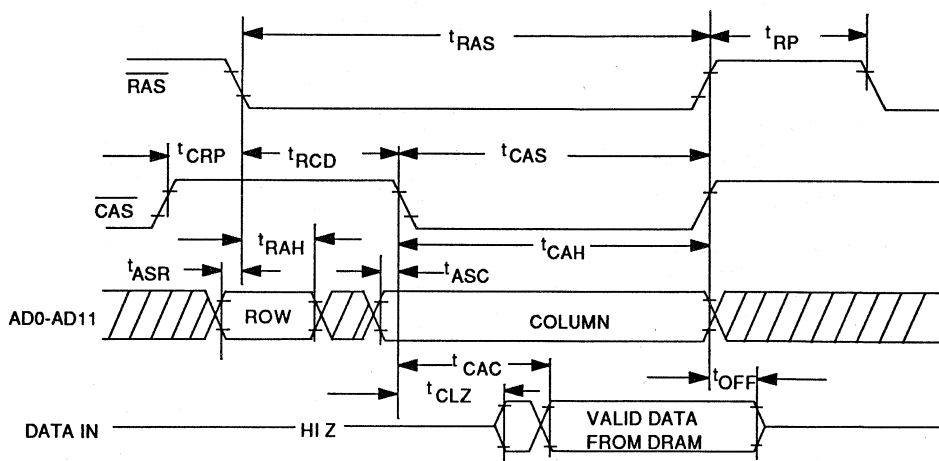 tRAS
tRP
RAS
tCRP
tRCD
tCAS
CAS
tRAH
tCAH
tASR
tASC
AD0-AD11
ROW
COLUMN
tCAC
tOFF
tCLZ
DATA IN
HI Z
VALID DATA
FROM DRAM